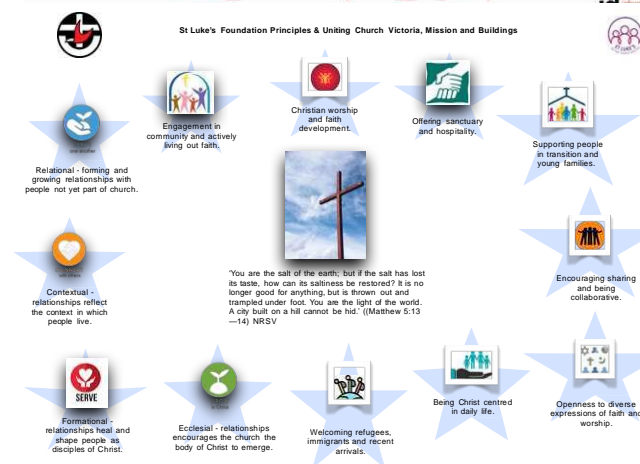 St Luke's Foundation Principles & Uniting Church Victoria, Mission and Buildings
Engagement in
community and actively
living out faith.
Christian worship
and faith
development.
Offering sanctuary
and hospitality.
Supporting people
in transition and
young families.
Relational - forming and
growing relationships with
people not yet part of church.
'You are the salt of the earth; but if the salt has lost
its taste, how can its saltiness be restored? It is no
longer good for anything, but is thrown out and
trampled under foot. You are the light of the world.
A city built on a hill cannot be hid.' ((Matthew 5:13
—14) NRSV
Encouraging sharing
and being
collaborative.
Contextual -
relationships reflect
the context in which
people live.
SERVE
Formational -
relationships heal and
shape people as
disciples of Christ.
Ecclesial - relationships
encourages the church the
body of Christ to emerge.
Welcoming refugees,
immigrants and recent
arrivals.
Being Christ centred
in daily life.
Openness to diverse
expressions of faith and
worship.